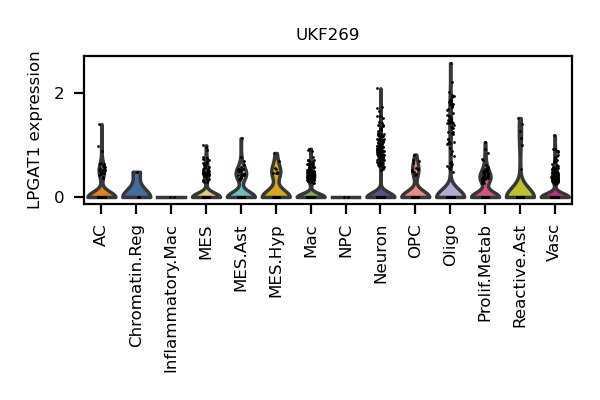 UKF269
LPGAT1 expression
2
0
AC
Chromatin.Reg
Inflammatory.Mac
MES
MES.Ast
MES.Hyp
Mac
NPC
Neuron
OPC
Oligo
Prolif.Metab
Reactive.Ast
Vasc